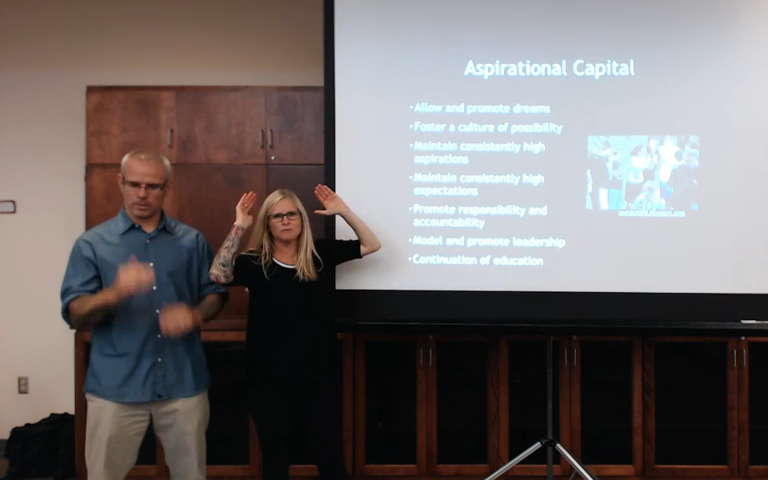 Aspirational Capital
•Allow and promote dreams
•Foster a culture of possibility
•Maintain consistently high
aspirations
•Maintain consistently high
expectations
•Promote responsibility and
accountability
•Model and promote leadership
•Continuation of education